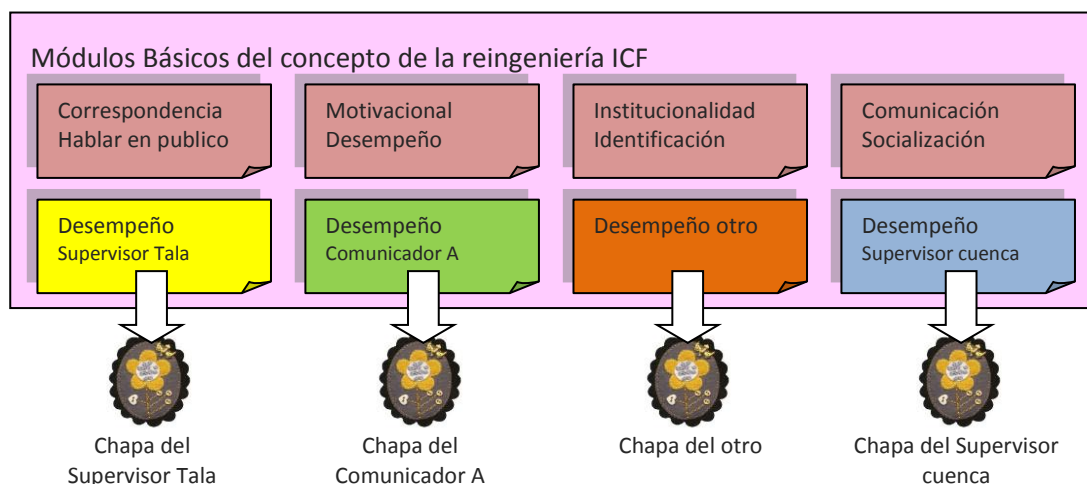 Módulos Básicos del concepto de la reingeniería ICF
Correspondencia
Hablar en publico
Motivacional
Desempeño
Institucionalidad
Identificación
Comunicación
Socialización
Desempeño
Supervisor Tala
Desempeño
Comunicador A
Desempeño otro
Desempeño
Supervisor cuenca
Chapa del
Supervisor Tala
Chapa del
Comunicador A
Chapa del otro
Chapa del Supervisor
cuenca